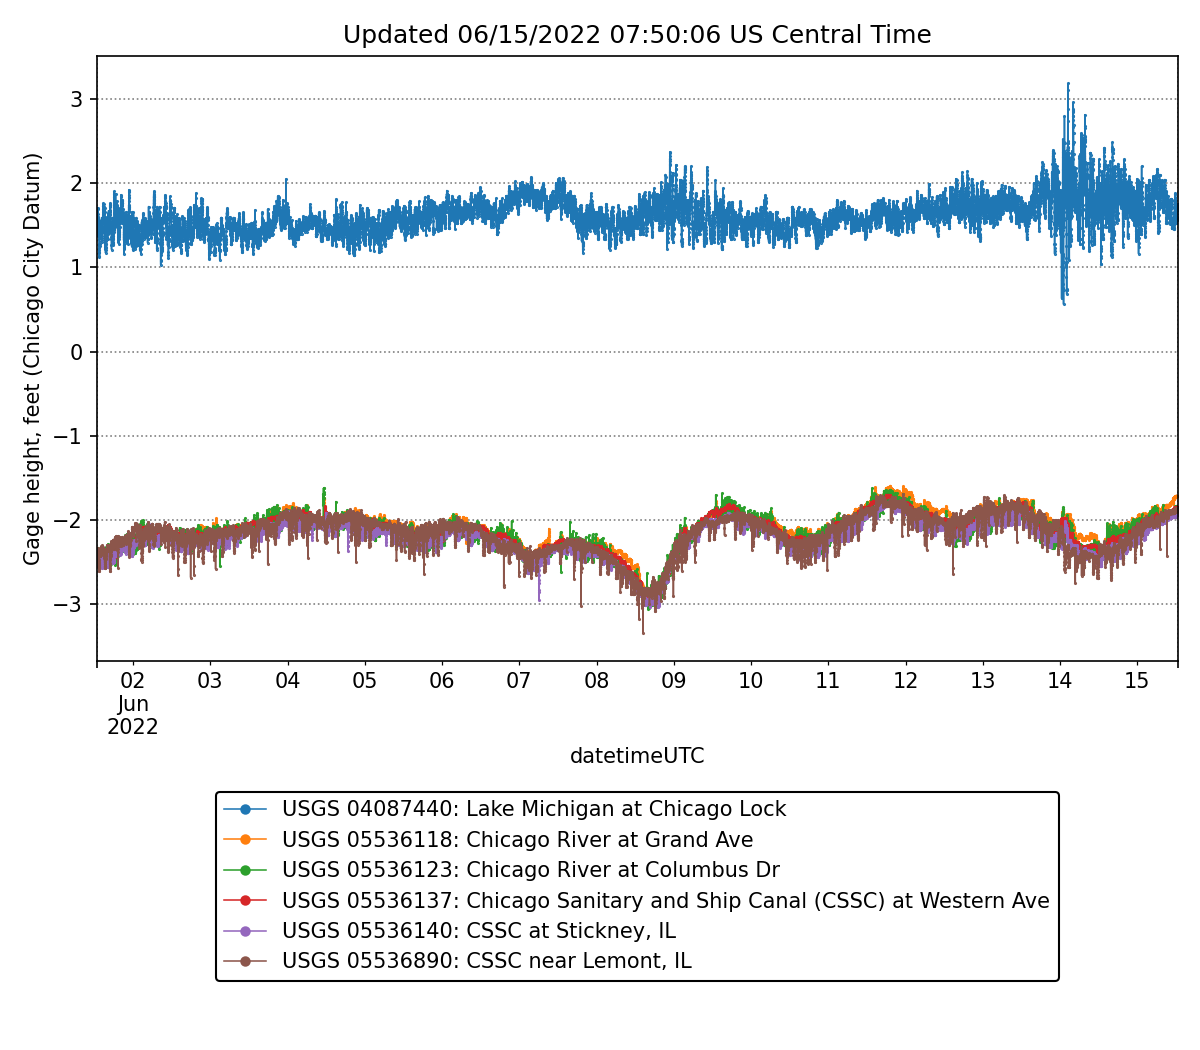 Updated 06/15/2022 07:50:06 US Central Time
Gage height, feet (Chicago City Datum)
3
2
1
0
−1
−2
−3
02 03 04 05 06 07 08 09 10 11 12 13 14 15
Jun
2022
datetimeUTC
USGS 04087440: Lake Michigan at Chicago Lock
USGS 05536118: Chicago River at Grand Ave
USGS 05536123: Chicago River at Columbus Dr
USGS 05536137: Chicago Sanitary and Ship Canal (CSSC) at Western Ave
USGS 05536140: CSSC at Stickney, IL
USGS 05536890: CSSC near Lemont, IL